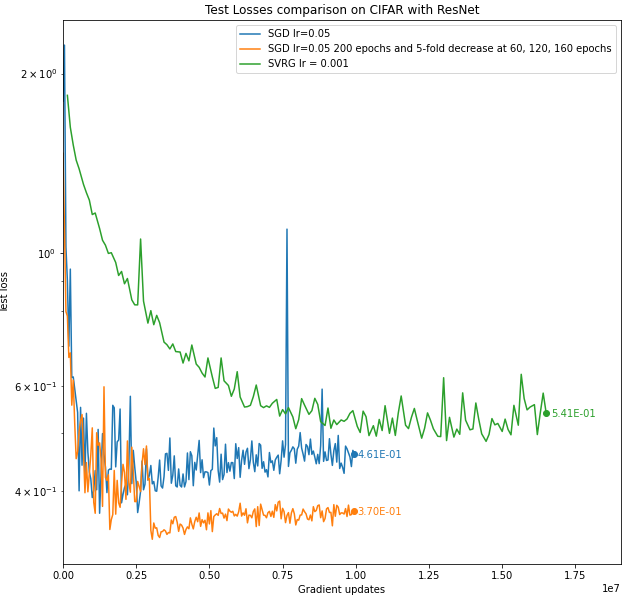 Test Losses comparison on CIFAR with ResNet
SGD lr=0.05
SGD lr=0.05 200 epochs and 5-fold decrease at 60, 120, 160 epochs
SVRG lr = 0.001
2 × 10⁰
10⁰
6 × 10⁻¹
4 × 10⁻¹
Test loss
5.41E-01
4.61E-01
3.70E-01
0.00 0.25 0.50 0.75 1.00 1.25 1.50 1.75
1e7
Gradient updates